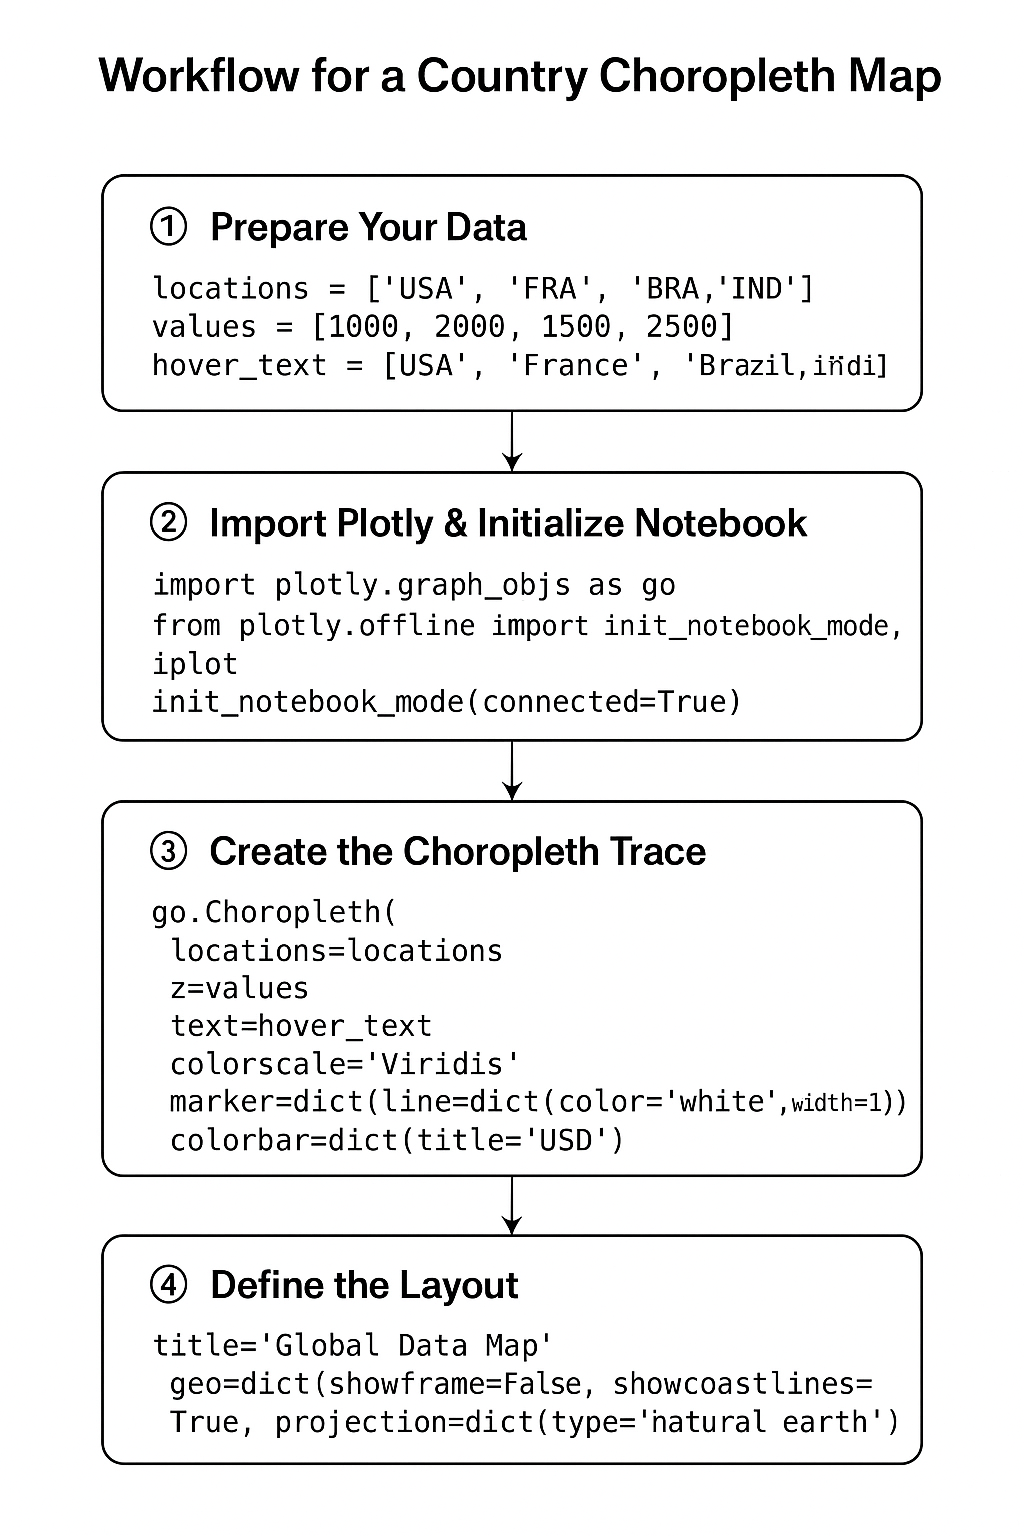 Workflow for a Country Choropleth Map
① Prepare Your Data
locations = ['USA', 'FRA', 'BRA,'IND']
values = [1000, 2000, 1500, 2500]
hover_text = [USA', 'France', 'Brazil,
② Import Plotly & Initialize Notebook
import plotly.graph_objs as go
from plotly.offline import init_notebook_mode,
iplot
init_notebook_mode(connected=True)
③ Create the Choropleth Trace
go.Choropleth(
locations=locations
z=values
text=hover_text
colorscale='Viridis'
marker=dict(line=dict(color='white',width=1))
colorbar=dict(title='USD')
④ Define the Layout
title='Global Data Map'
geo=dict(showframe=False, showcoastlines=
True, projection=dict(type='natural earth')